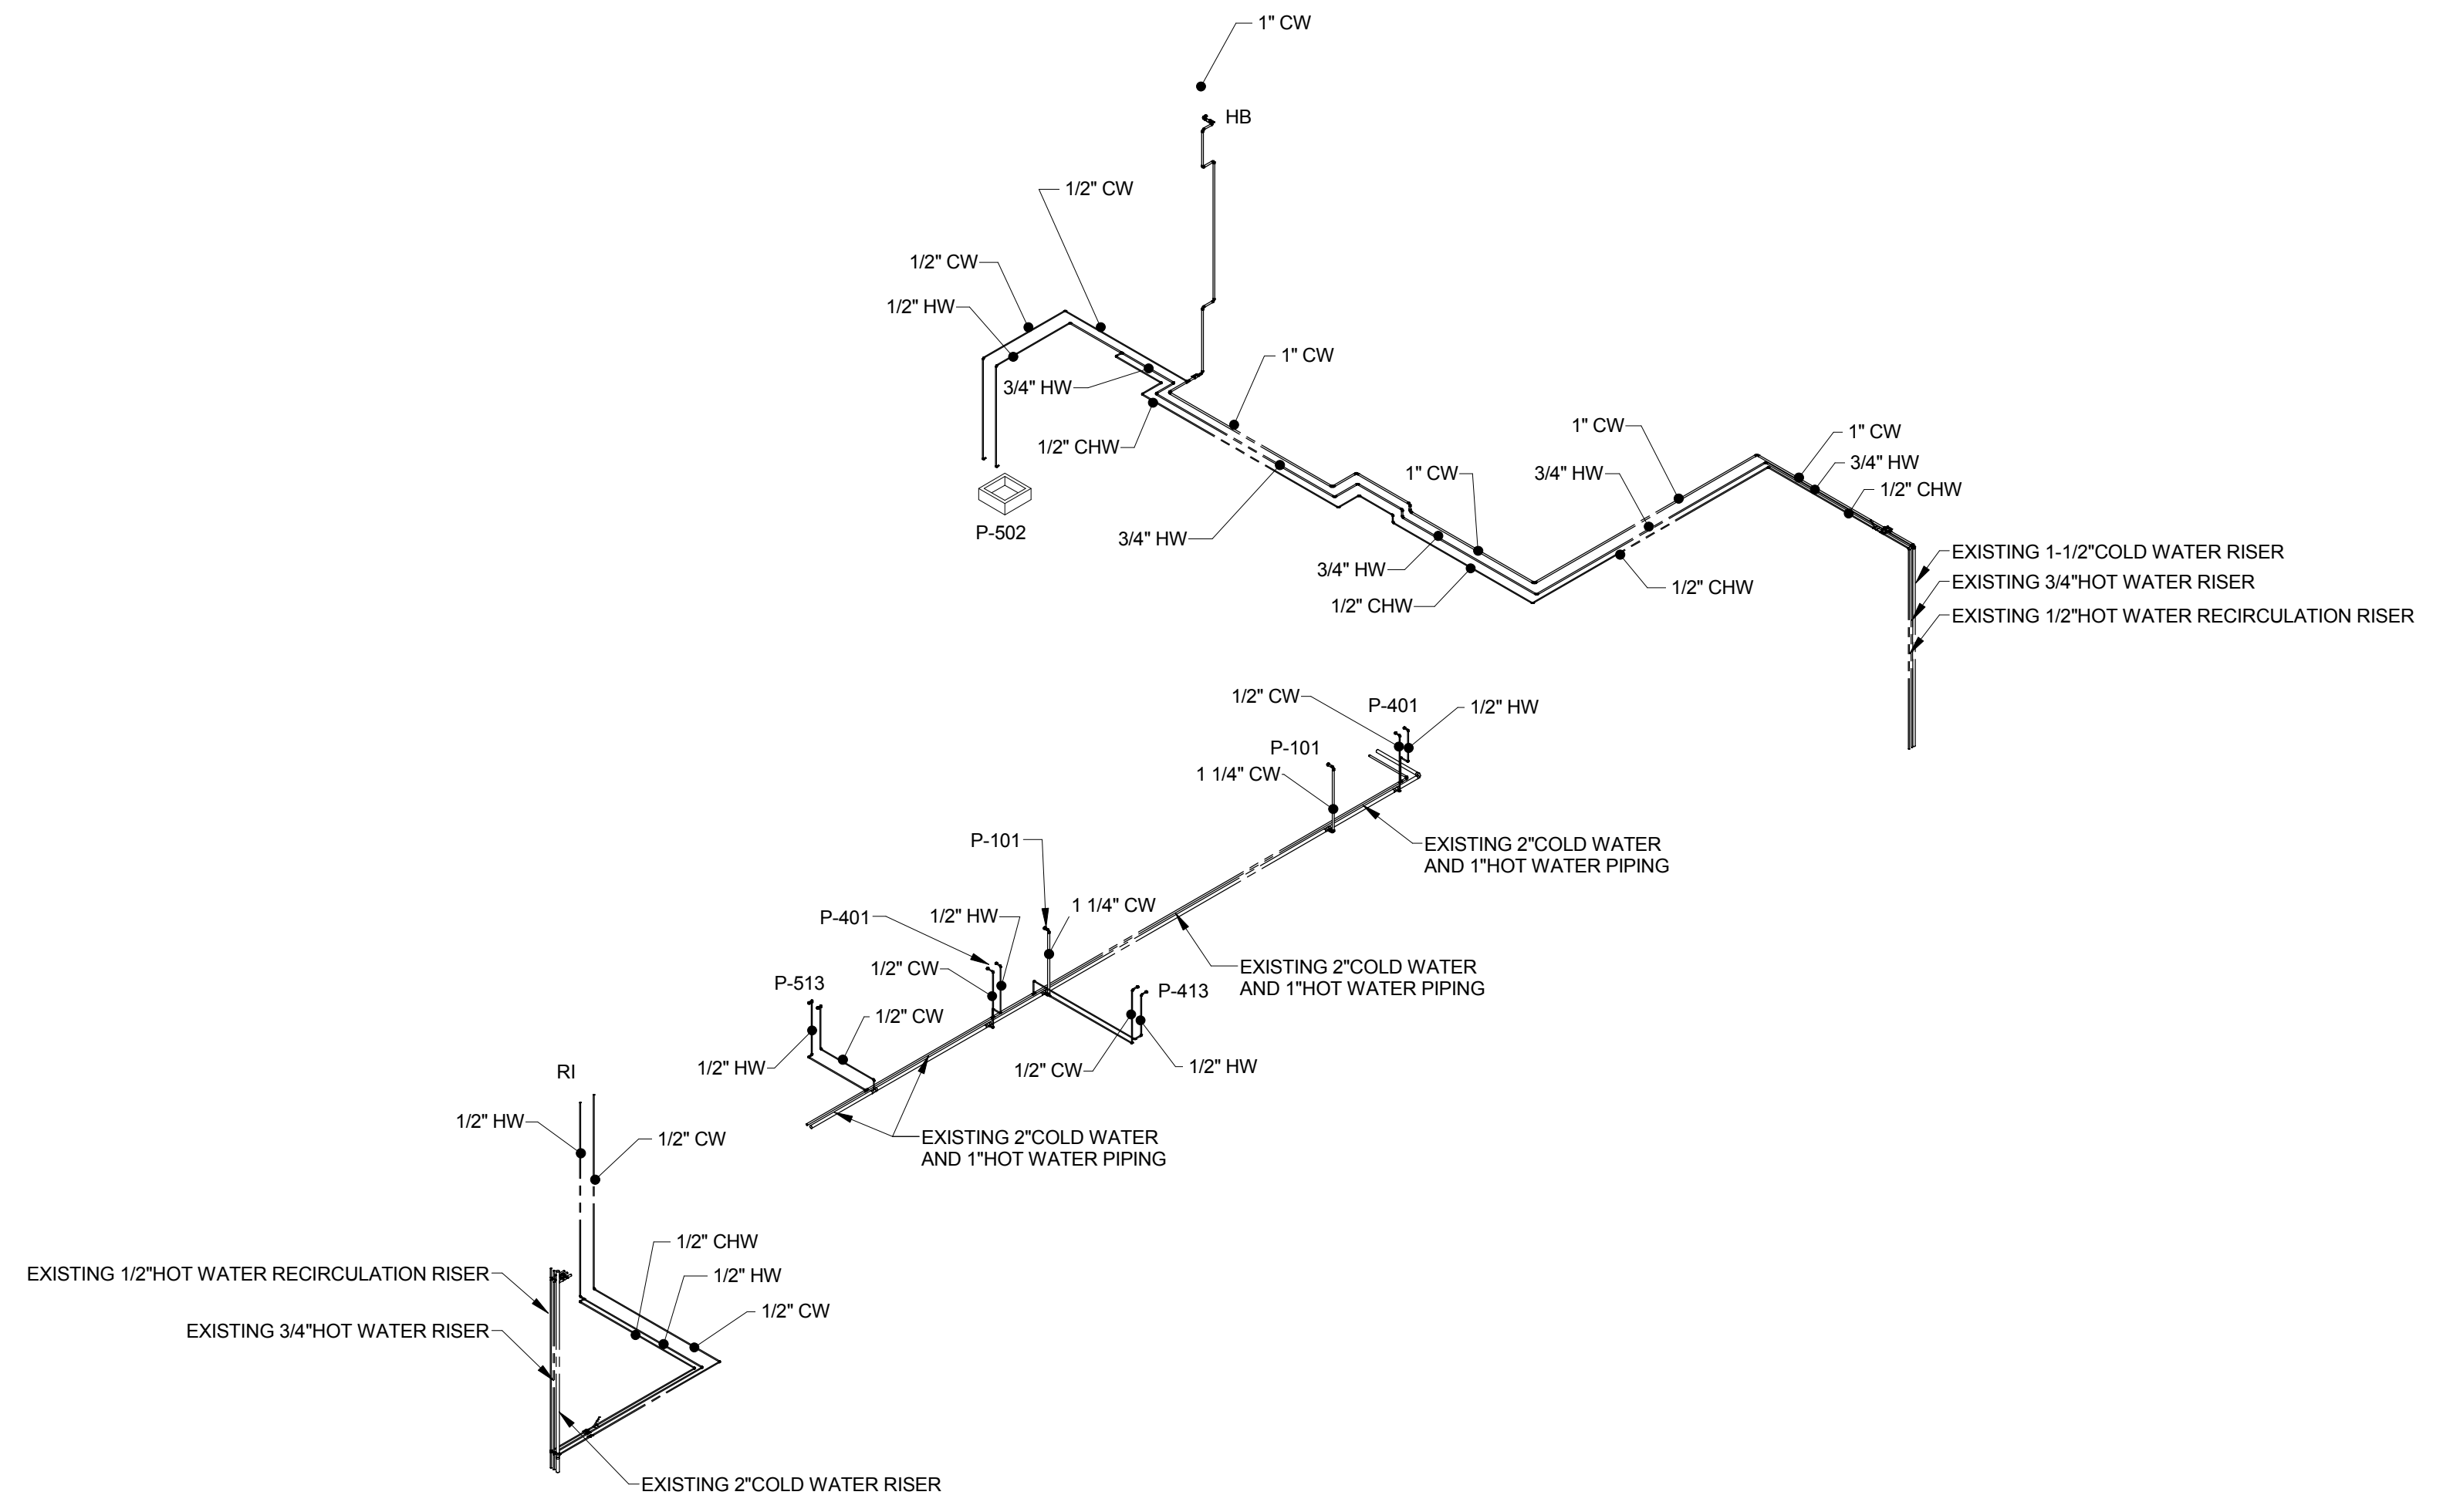 1" CW
HB
1/2" CW
1/2" CW
1/2" HW
1" CW
3/4" HW
1/2" CHW
1" CW
1" CW
3/4" HW
1/2" CHW
1" CW
3/4" HW
P-502
3/4" HW
3/4" HW
1/2" CHW
1/2" CHW
EXISTING 1-1/2"COLD WATER RISER
EXISTING 3/4"HOT WATER RISER
EXISTING 1/2"HOT WATER RECIRCULATION RISER
1/2" CW
P-401
1/2" HW
P-101
1 1/4" CW
EXISTING 2"COLD WATER
AND 1"HOT WATER PIPING
P-101
1 1/4" CW
P-401
1/2" HW
1/2" CW
EXISTING 2"COLD WATER
AND 1"HOT WATER PIPING
P-513
P-413
1/2" CW
1/2" HW
1/2" CW
1/2" HW
EXISTING 2"COLD WATER
AND 1"HOT WATER PIPING
RI
1/2" HW
1/2" CW
1/2" CHW
EXISTING 1/2"HOT WATER RECIRCULATION RISER
1/2" HW
1/2" CW
EXISTING 3/4"HOT WATER RISER
EXISTING 2"COLD WATER RISER